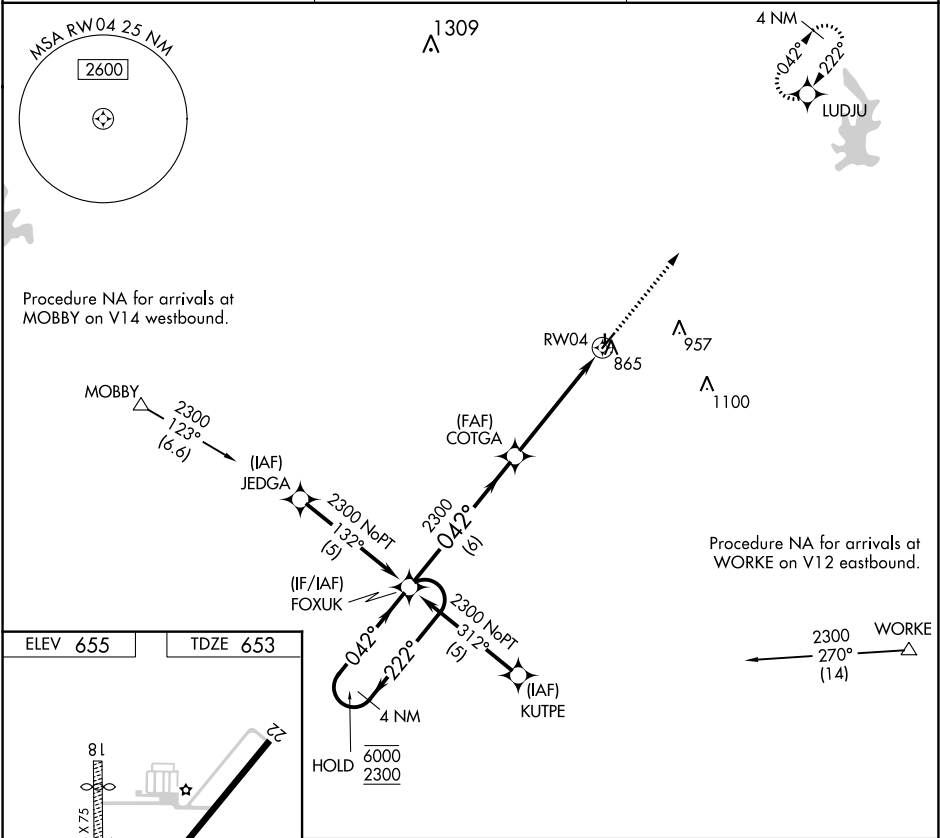 MSA RW04 25 NM
2600
1309
4 NM
042°
222°
LUDJU
Procedure NA for arrivals at
MOBBY on V14 westbound.
RW04
865
957
1100
MOBBY
2300
123°
(6.6)
(FAF)
COTGA
(IAF)
JEDGA
2300 NoPT
132°
(5)
2300
042°
(6)
Procedure NA for arrivals at
WORKE on V12 eastbound.
(IF/IAF)
FOXUK
2300 NoPT
312°
(5)
WORKE
2300
270°
(14)
042°
222°
(IAF)
KUTPE
4 NM
HOLD
6000
2300
ELEV 655
TDZE 653
22
18
X 75